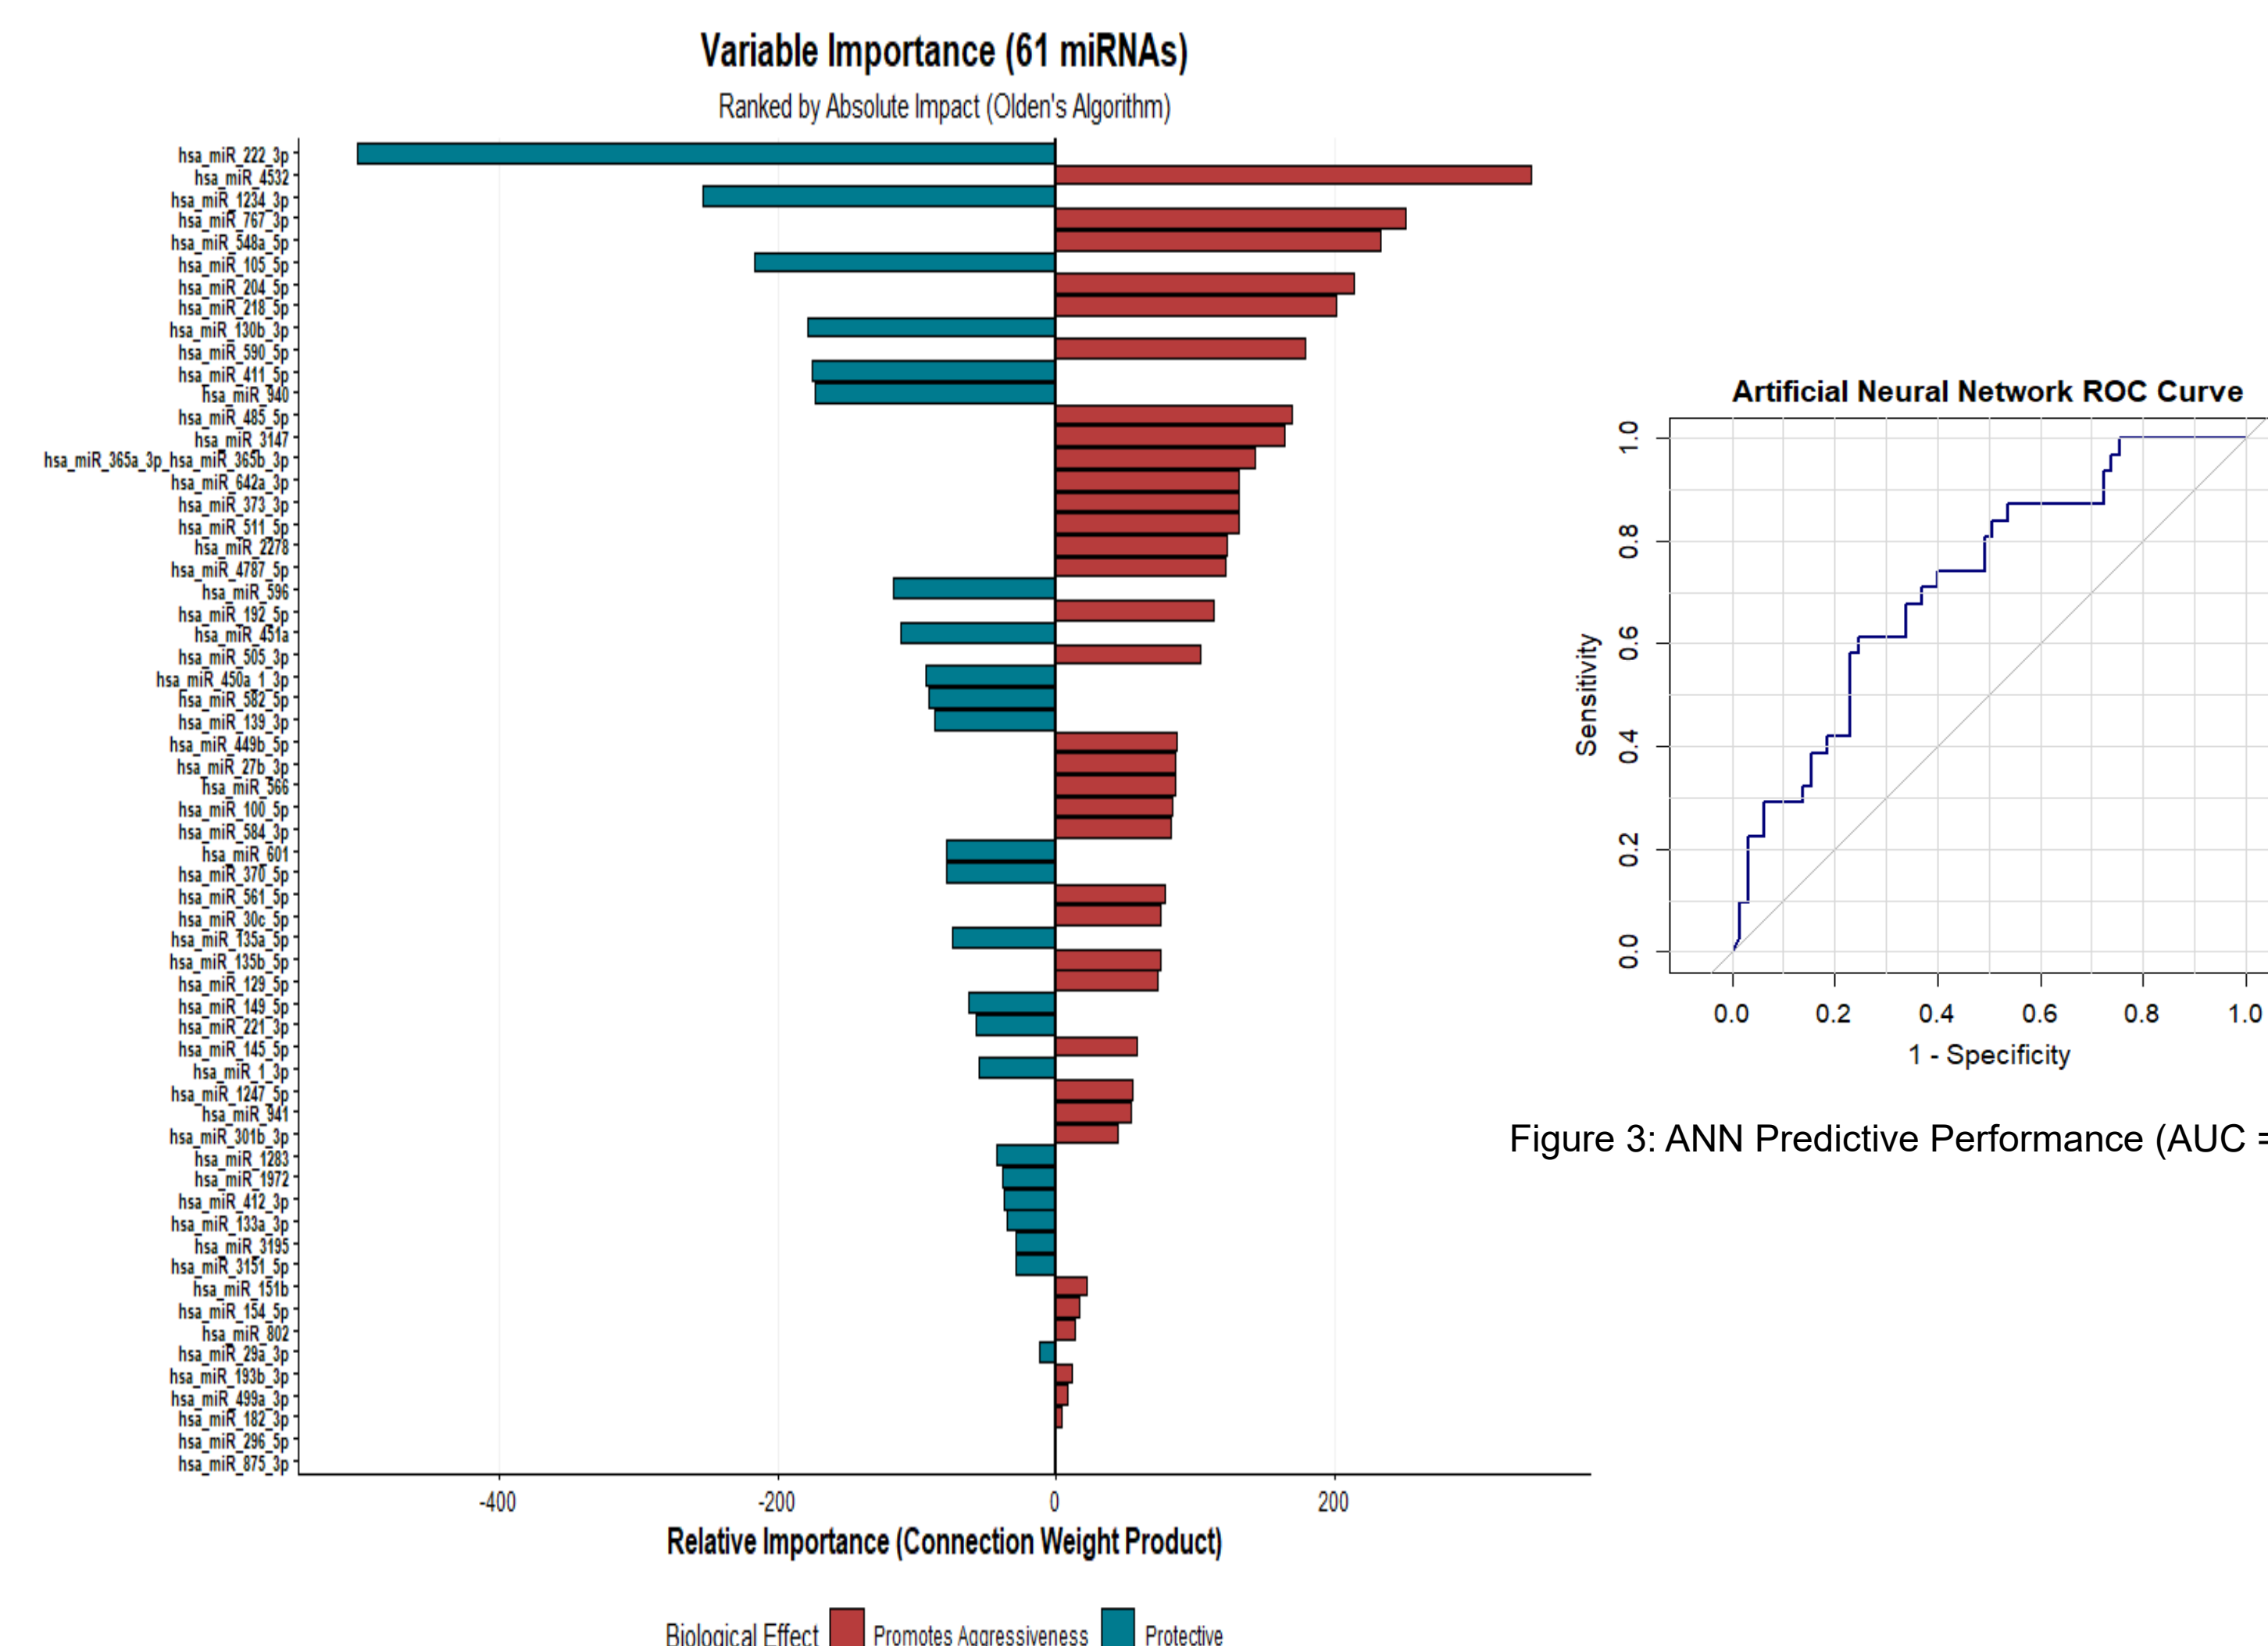 Variable Importance (61 miRNAs)
Ranked by Absolute Impact (Olden's Algorithm)
hsa_miR_222_3p
hsa_miR_4532
hsa_miR_1234_3p
hsa_miR_767_3p
hsa_miR_548a_5p
hsa_miR_105_5p
hsa_miR_204_5p
hsa_miR_218_5p
hsa_miR_130b_3p
hsa_miR_590_5p
hsa_miR_411_5p
hsa_miR_940
hsa_miR_485_5p
hsa_miR_3147
hsa_miR_365a_3p_hsa_miR_365b_3p
hsa_miR_642a_3p
hsa_miR_373_3p
hsa_miR_511_5p
hsa_miR_2278
hsa_miR_4787_5p
hsa_miR_596
hsa_miR_192_5p
hsa_miR_451a
hsa_miR_505_3p
hsa_miR_450a_1_3p
hsa_miR_582_5p
hsa_miR_139_3p
hsa_miR_449b_5p
hsa_miR_27b_3p
hsa_miR_566
hsa_miR_100_5p
hsa_miR_584_3p
hsa_miR_601
hsa_miR_370_5p
hsa_miR_561_5p
hsa_miR_30c_5p
hsa_miR_135a_5p
hsa_miR_135b_5p
hsa_miR_129_5p
hsa_miR_149_5p
hsa_miR_221_3p
hsa_miR_145_5p
hsa_miR_1_3p
hsa_miR_1247_5p
hsa_miR_941
hsa_miR_301b_3p
hsa_miR_1283
hsa_miR_1972
hsa_miR_412_3p
hsa_miR_133a_3p
hsa_miR_3195
hsa_miR_3151_5p
hsa_miR_151b
hsa_miR_154_5p
hsa_miR_802
hsa_miR_29a_3p
hsa_miR_193b_3p
hsa_miR_499a_3p
hsa_miR_182_3p
hsa_miR_296_5p
hsa_miR_875_3p
-400 -200 0 200
Relative Importance (Connection Weight Product)
Biological Effect Promotes Aggressiveness Protective
Artificial Neural Network ROC Curve
1.0
0.8
0.6
0.4
0.2
0.0
Sensitivity
0.0 0.2 0.4 0.6 0.8 1.0
1 - Specificity
Figure 3: ANN Predictive Performance (AUC =